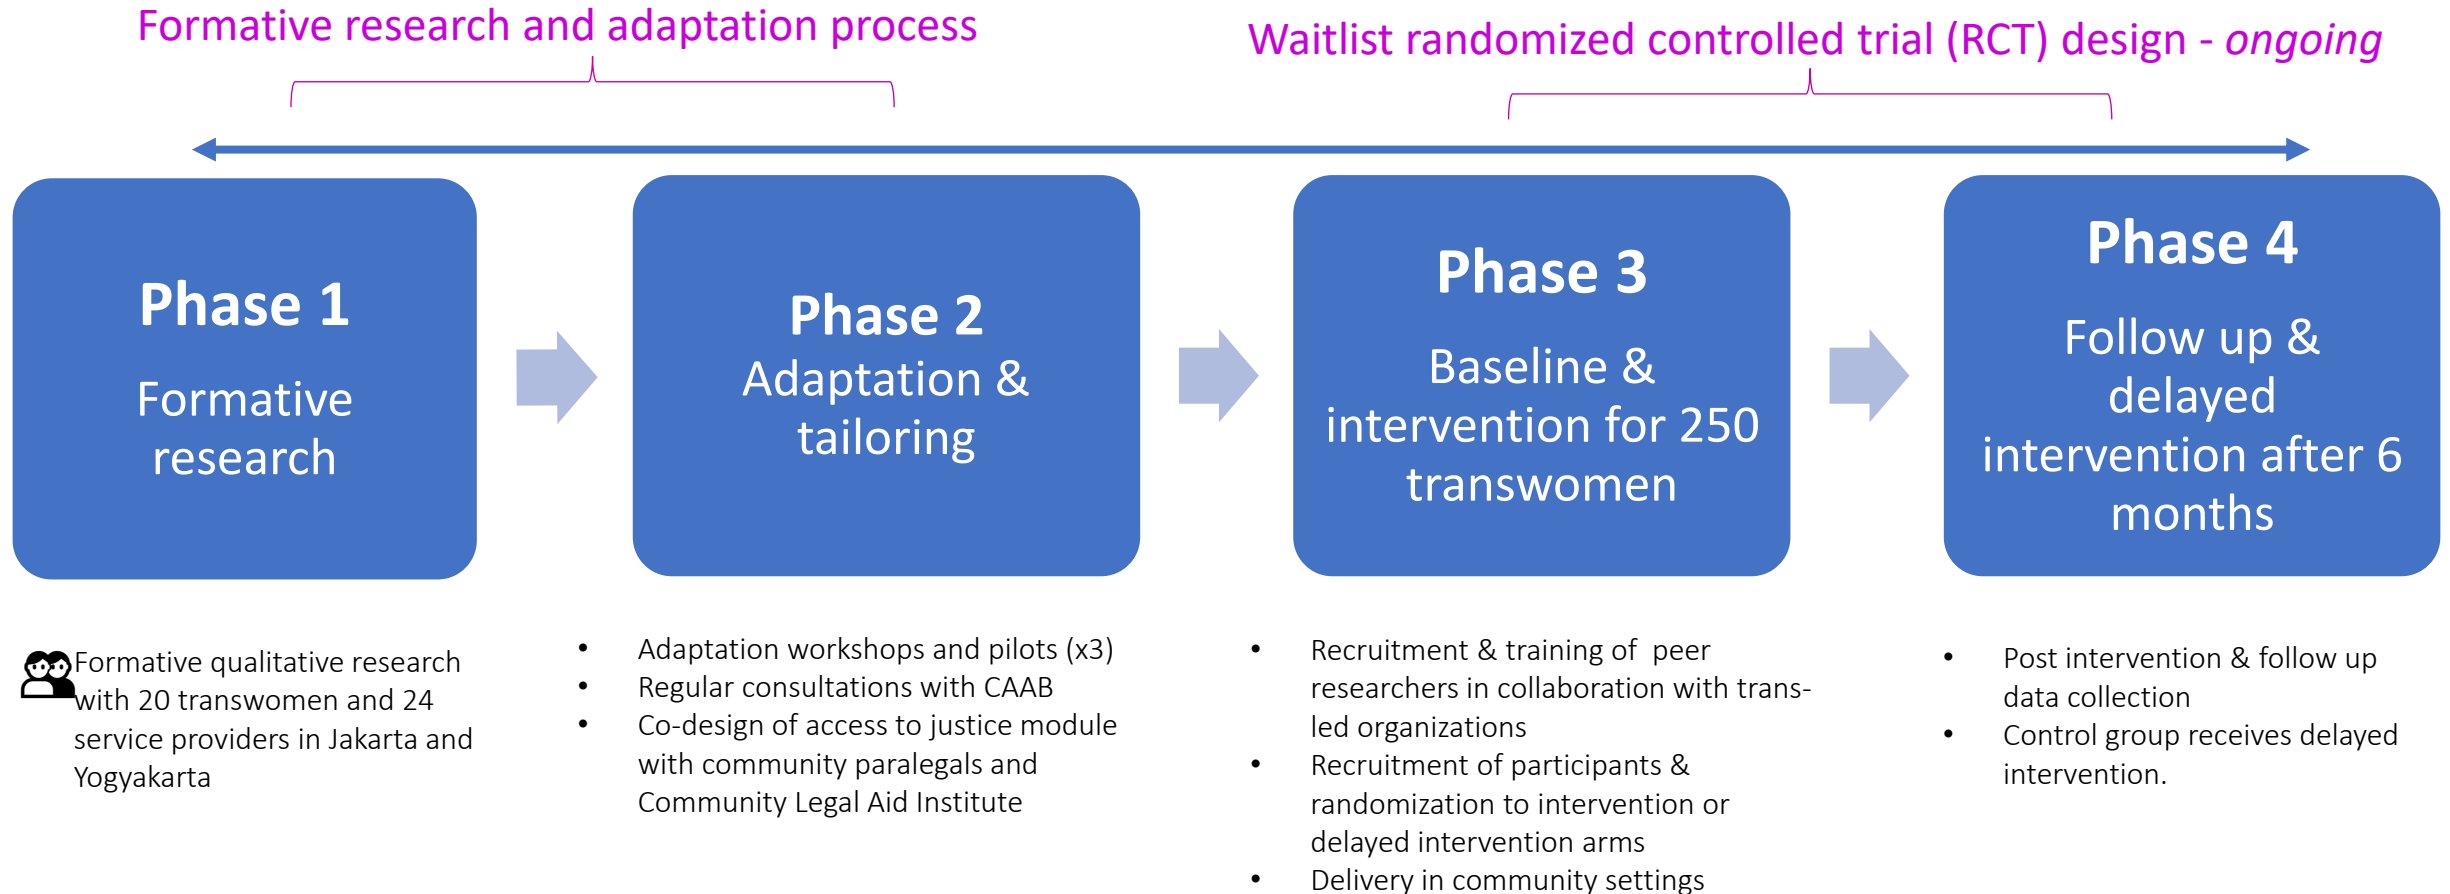 Formative research and adaptation process
Waitlist randomized controlled trial (RCT) design - ongoing
Phase 1
Formative
research
Phase 2
Adaptation &
tailoring
Phase 3
Baseline &
intervention for 250
transwomen
Phase 4
Follow up &
delayed
intervention after 6
months
Formative qualitative research
with 20 transwomen and 24
service providers in Jakarta and
Yogyakarta
• Adaptation workshops and pilots (x3)
• Regular consultations with CAAB
• Co-design of access to justice module
with community paralegals and
Community Legal Aid Institute
• Recruitment & training of peer
researchers in collaboration with trans-
led organizations
• Recruitment of participants &
randomization to intervention or
delayed intervention arms
• Delivery in community settings
• Post intervention & follow up
data collection
• Control group receives delayed
intervention.